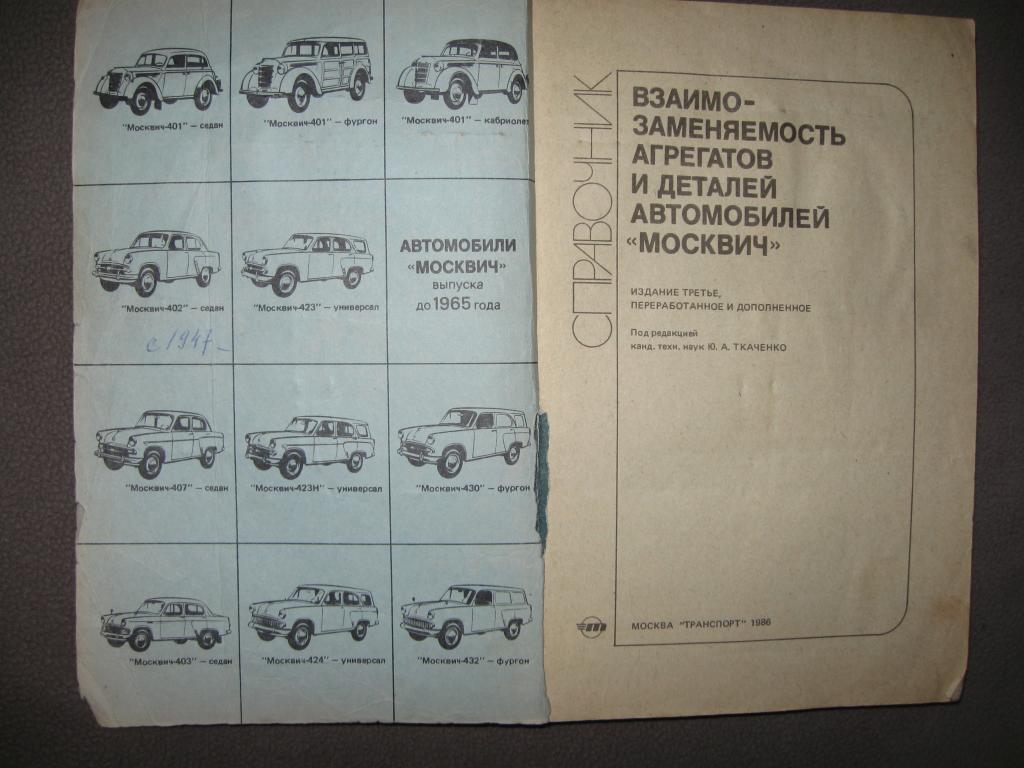 "Москвич-401" — седан
"Москвич-401" — фургон
"Москвич-401" — кабриолет
"Москвич-402" — седан
"Москвич-423" — универсал
АВТОМОБИЛИ
«МОСКВИЧ»
выпуска
до 1965 года
с 1947 –
"Москвич-407" — седан
"Москвич-423Н" — универсал
"Москвич-430" — фургон
"Москвич-403" — седан
"Москвич-424" — универсал
"Москвич-432" — фургон
СПРАВОЧНИК
ВЗАИМО-
ЗАМЕНЯЕМОСТЬ
АГРЕГАТОВ
И ДЕТАЛЕЙ
АВТОМОБИЛЕЙ
«МОСКВИЧ»
ИЗДАНИЕ ТРЕТЬЕ,
ПЕРЕРАБОТАННОЕ И ДОПОЛНЕННОЕ
Под редакцией
канд. техн. наук Ю. А. ТКАЧЕНКО
МОСКВА "ТРАНСПОРТ" 1986